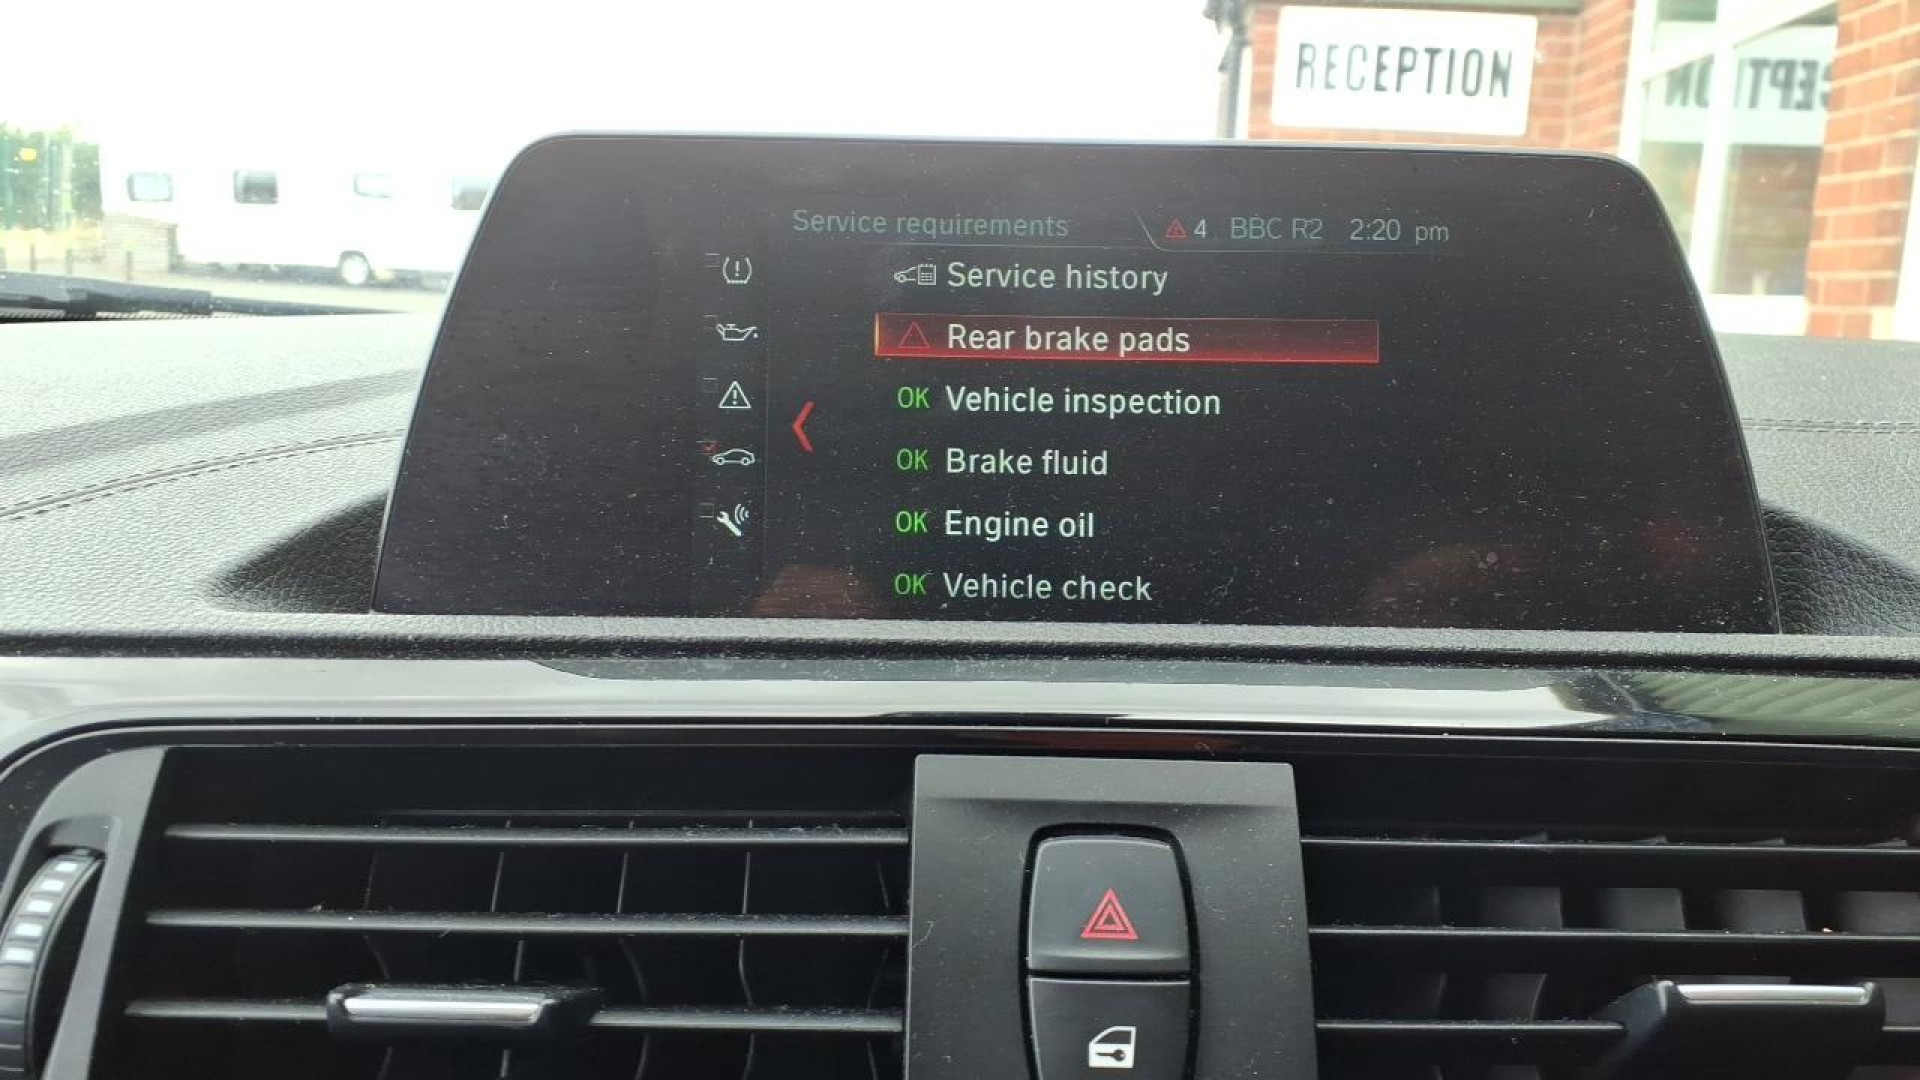 RECEPTION
Service requirements 4 BBC R2 2:20 pm
Service history
Rear brake pads
OK Vehicle inspection
OK Brake fluid
OK Engine oil
OK Vehicle check